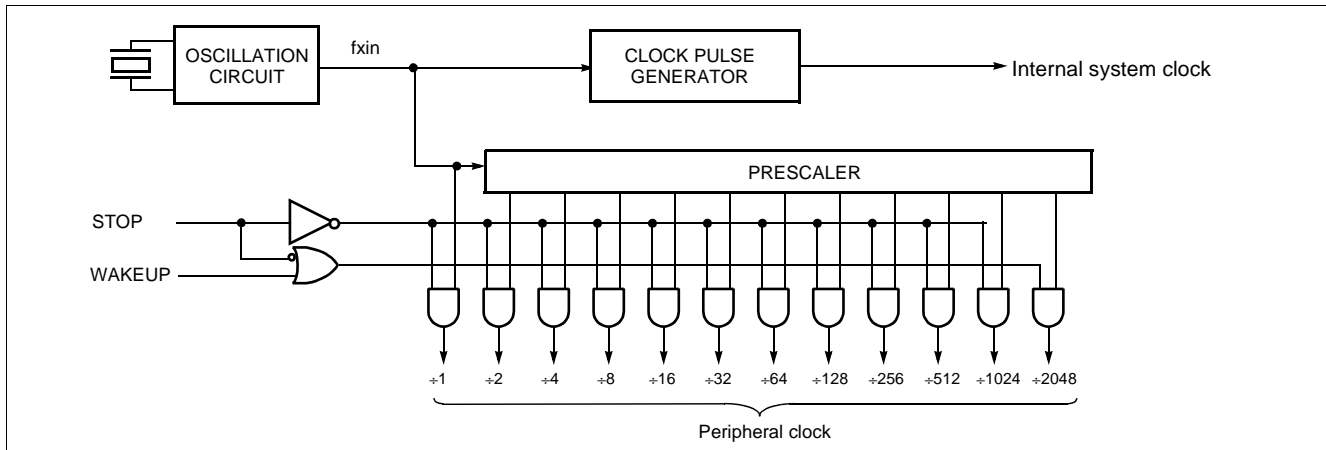 OSCILLATION
CIRCUIT
fxin
CLOCK PULSE
GENERATOR
Internal system clock
PRESCALER
STOP
WAKEUP
÷1 ÷2 ÷4 ÷8 ÷16 ÷32 ÷64 ÷128 ÷256 ÷512 ÷1024 ÷2048
Peripheral clock